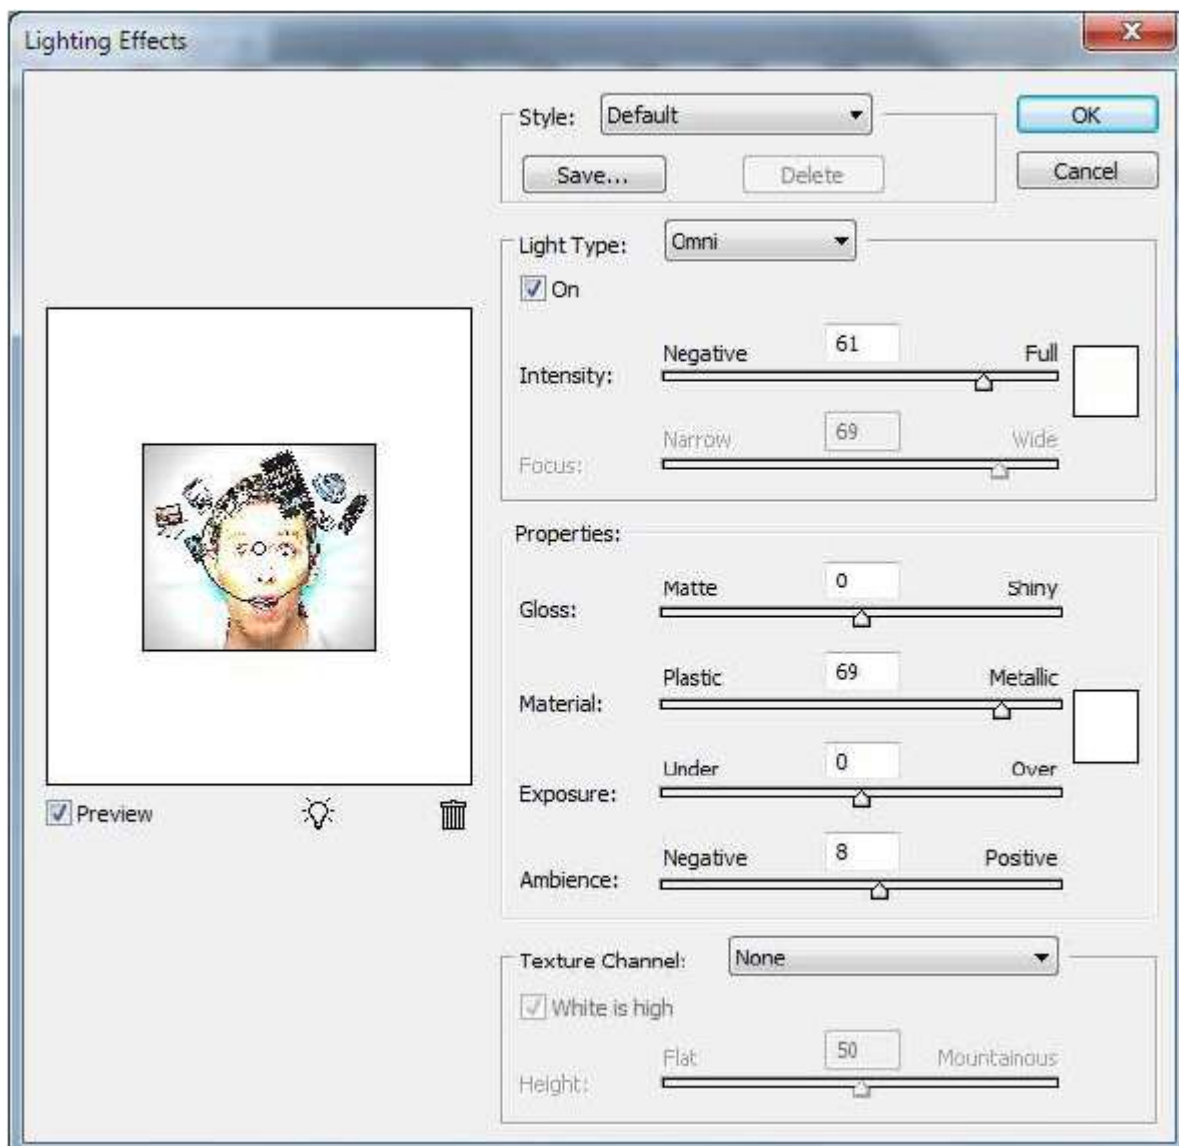 Lighting Effects
X
Style: Default
OK
Save...
Delete
Cancel
Light Type: Omni
On
Negative 61 Full
Intensity:
Narrow 69 Wide
Focus:
Properties:
Matte 0 Shiny
Gloss:
Plastic 69 Metallic
Material:
Under 0 Over
Exposure:
Preview
Negative 8 Positive
Ambience:
Texture Channel: None
White is high
Flat 50 Mountainous
Height: